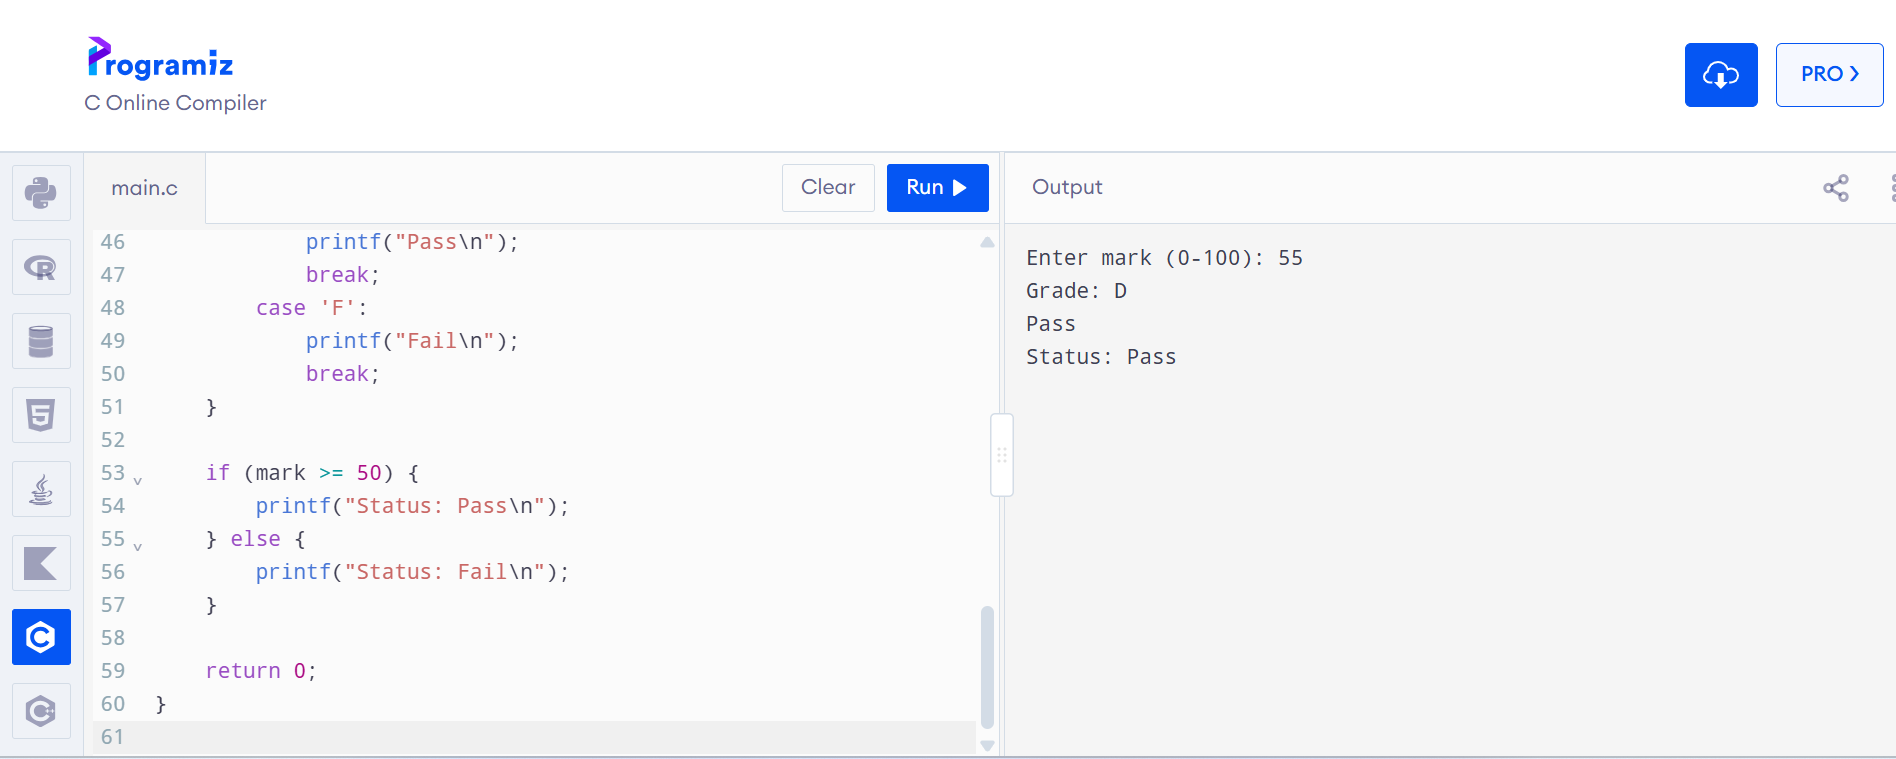 Programiz
C Online Compiler
PRO
main.c
Clear
Run
Output
46 printf("Pass\n");
47 break;
48 case 'F':
49 printf("Fail\n");
50 break;
51 }
52
53 if (mark >= 50) {
54 printf("Status: Pass\n");
55 } else {
56 printf("Status: Fail\n");
57 }
58
59 return 0;
60 }
61
Enter mark (0-100): 55
Grade: D
Pass
Status: Pass